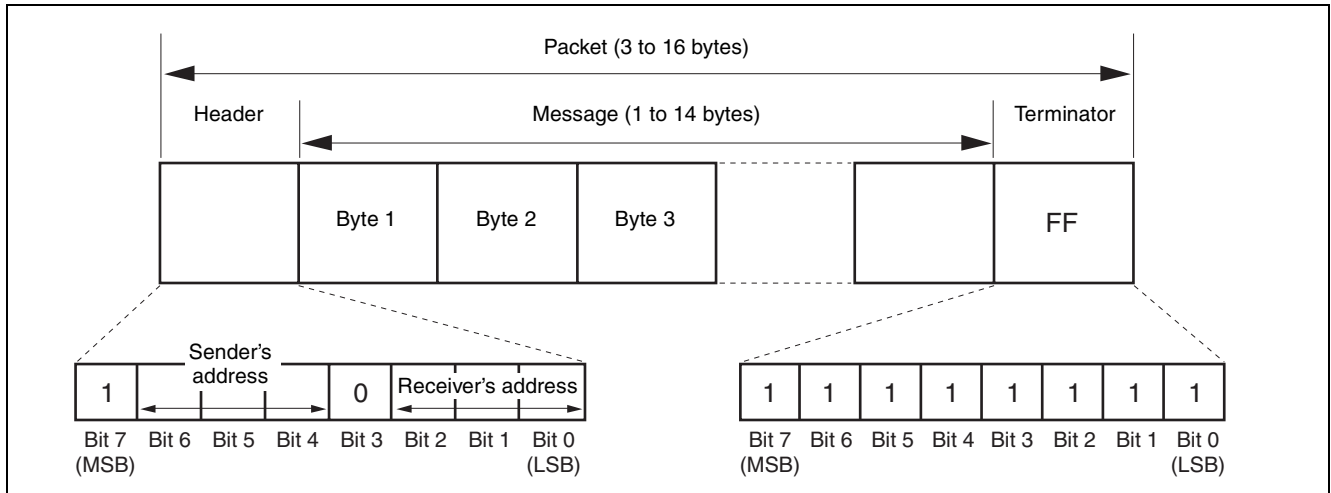 Packet (3 to 16 bytes)
Header
Message (1 to 14 bytes)
Terminator
Byte 1
Byte 2
Byte 3
FF
Sender's
address
1
0
Receiver's address
Bit 7
(MSB)
Bit 6
Bit 5
Bit 4
Bit 3
Bit 2
Bit 1
Bit 0
(LSB)
1 1 1 1 1 1 1 1
Bit 7
(MSB)
Bit 6
Bit 5
Bit 4
Bit 3
Bit 2
Bit 1
Bit 0
(LSB)